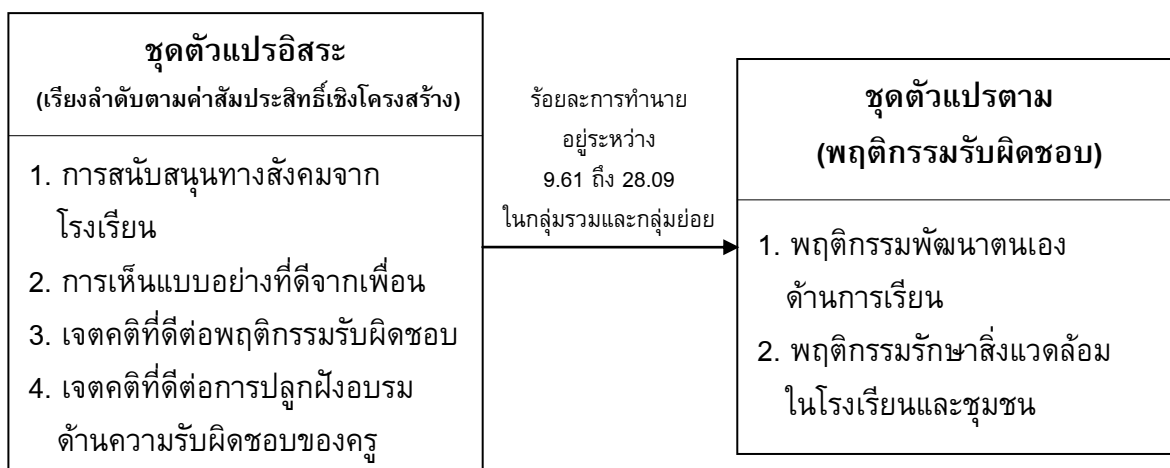 ชุดตัวแปรอิสระ
(เรียงลำดับตามค่าสัมประสิทธิ์เชิงโครงสร้าง)
1. การสนับสนุนทางสังคมจาก
โรงเรียน
2. การเห็นแบบอย่างที่ดีจากเพื่อน
3. เจตคติที่ดีต่อพฤติกรรมรับผิดชอบ
4. เจตคติที่ดีต่อการปลูกฝังอบรม
ด้านความรับผิดชอบของครู
ร้อยละการทำนาย
อยู่ระหว่าง
9.61 ถึง 28.09
ในกลุ่มรวมและกลุ่มย่อย
ชุดตัวแปรตาม
(พฤติกรรมรับผิดชอบ)
1. พฤติกรรมพัฒนาตนเอง
ด้านการเรียน
2. พฤติกรรมรักษาสิ่งแวดล้อม
ในโรงเรียนและชุมชน